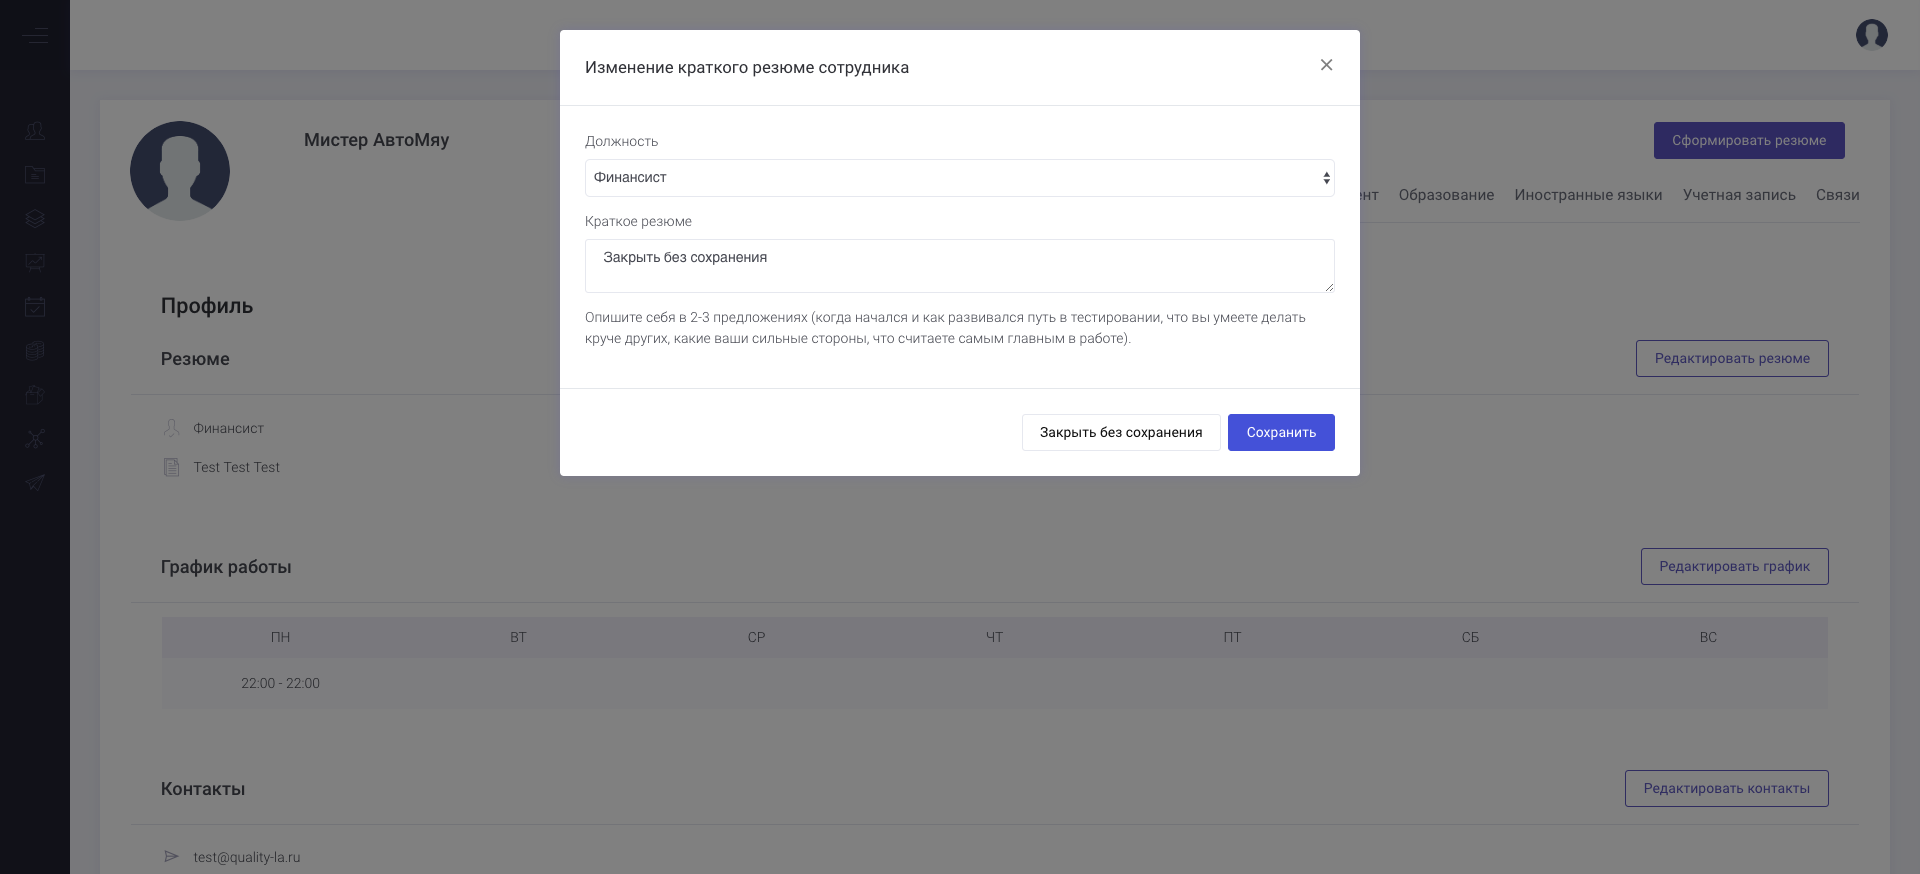 Изменение краткого резюме сотрудника
Должность
Финансист
Краткое резюме
Закрыть без сохранения
Опишите себя в 2-3 предложениях (когда начался и как развивался путь в тестировании, что вы умеете делать
круче других, какие ваши сильные стороны, что считаете самым главным в работе).
Закрыть без сохранения
Сохранить
Мистер АвтоМяу
Сформировать резюме
Образование
Иностранные языки
Учетная запись
Связи
Профиль
Резюме
Редактировать резюме
Финансист
Test Test Test
График работы
Редактировать график
ПН ВТ СР ЧТ ПТ СБ ВС
22:00 - 22:00
Контакты
Редактировать контакты
test@quality-la.ru